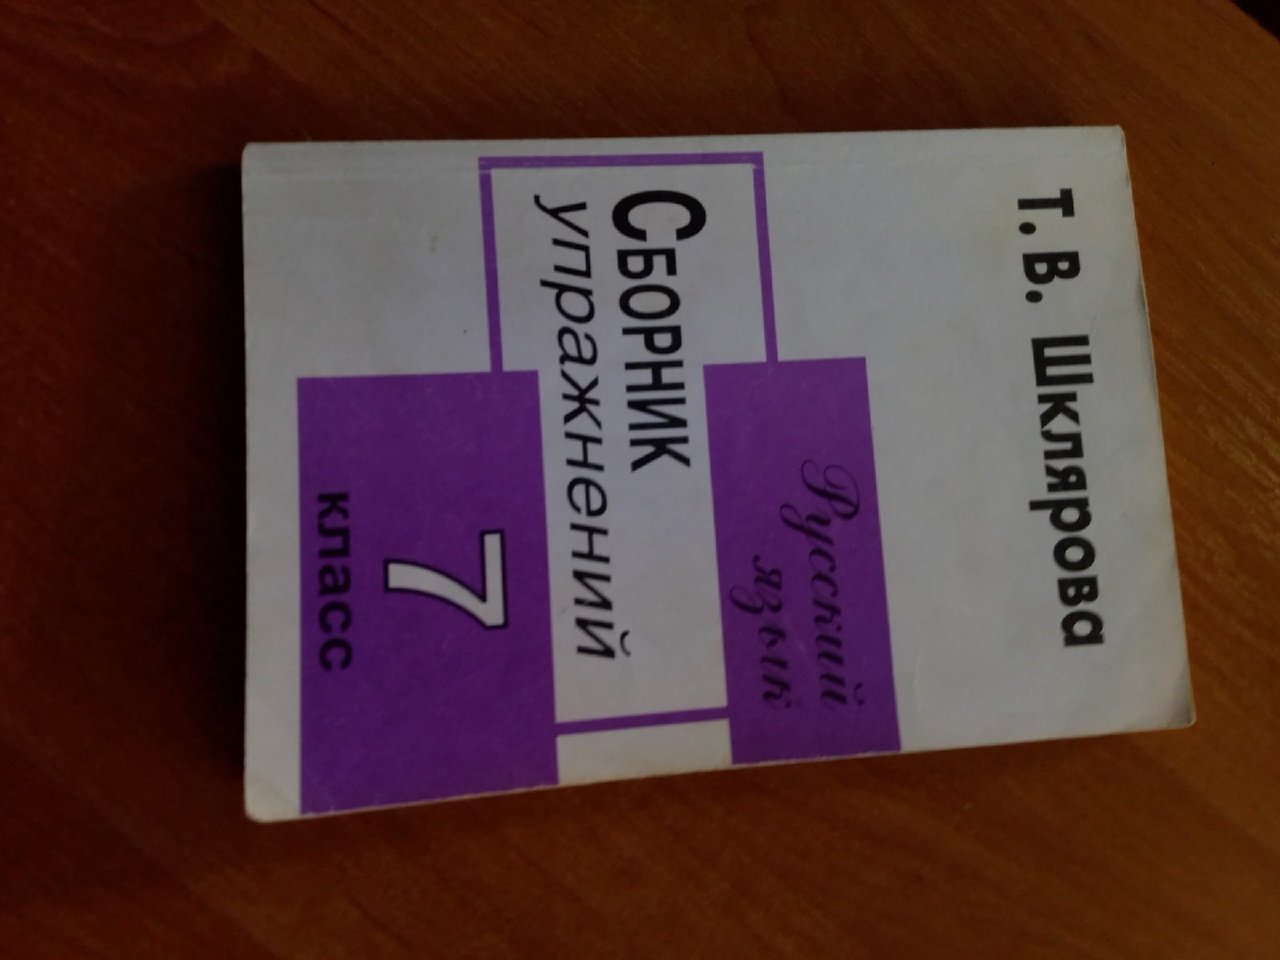 Т. В. Шклярова
Русский
язык
Сборник
упражнений
7
класс